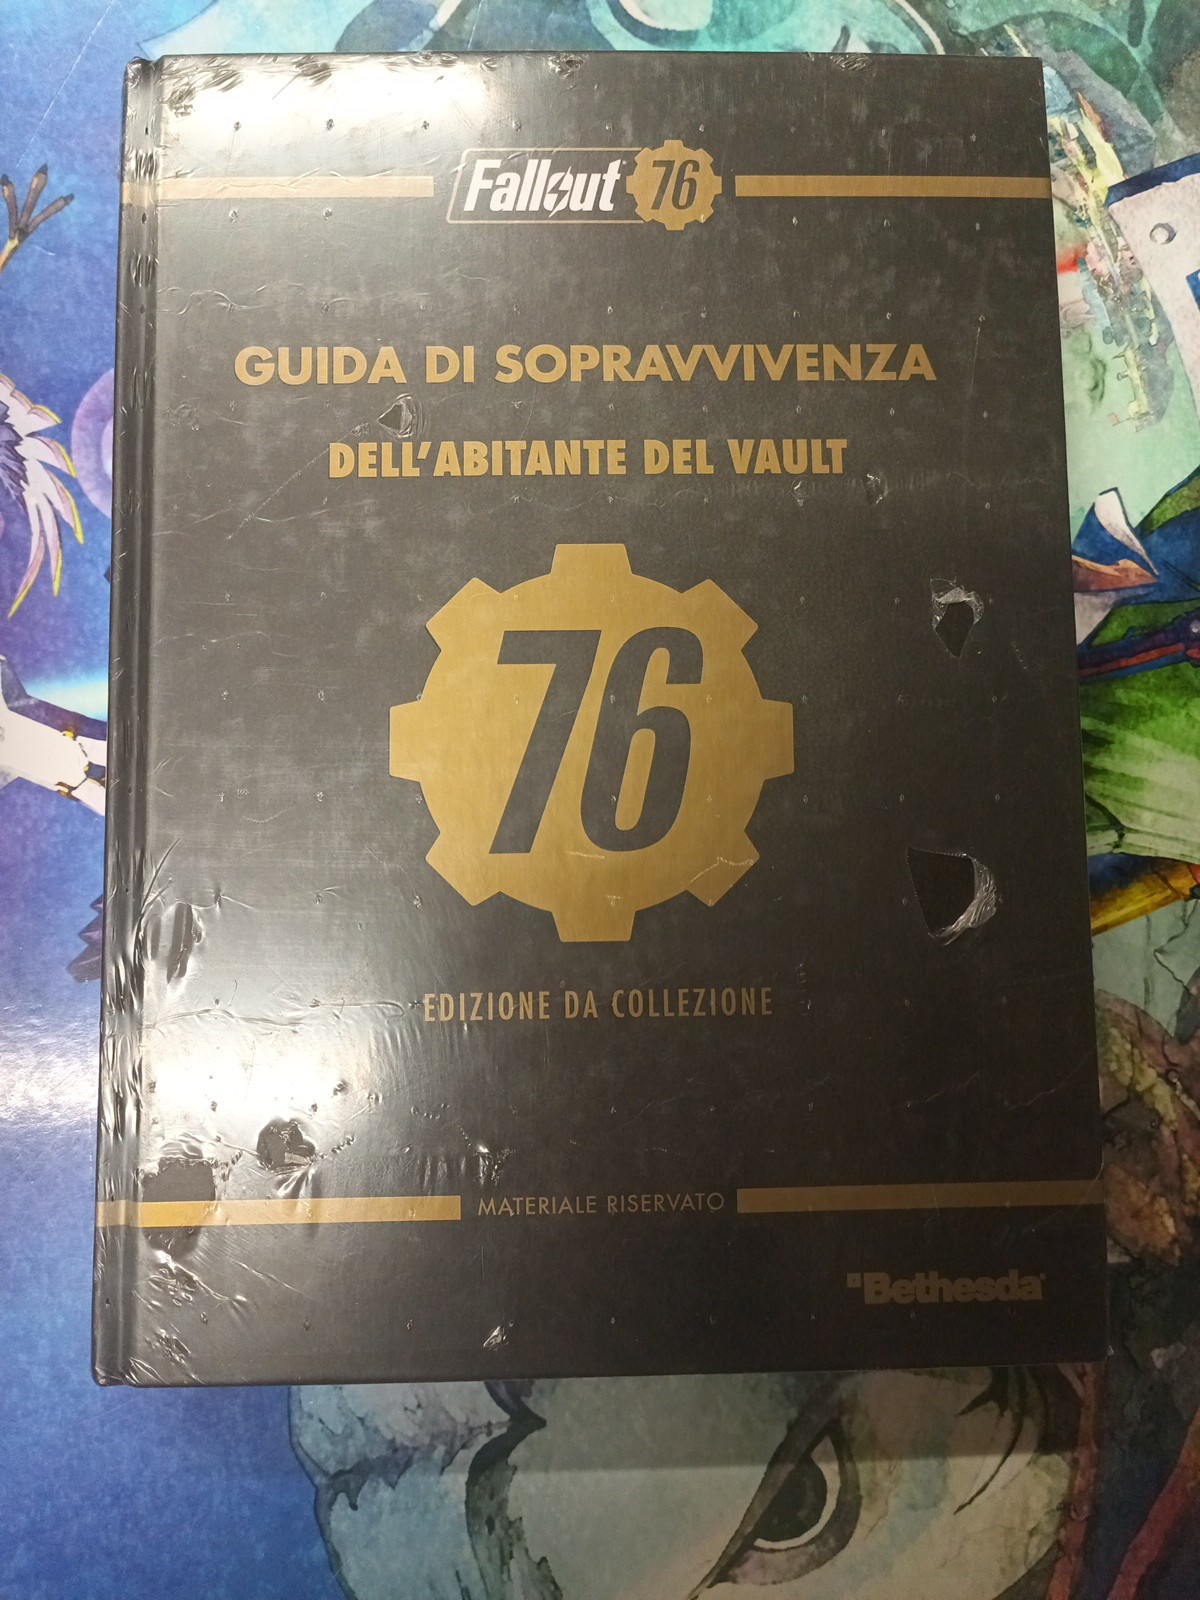 Fallout 76
GUIDA DI SOPRAVVIVENZA
DELL'ABITANTE DEL VAULT
76
EDIZIONE DA COLLEZIONE
MATERIALE RISERVATO
Bethesda